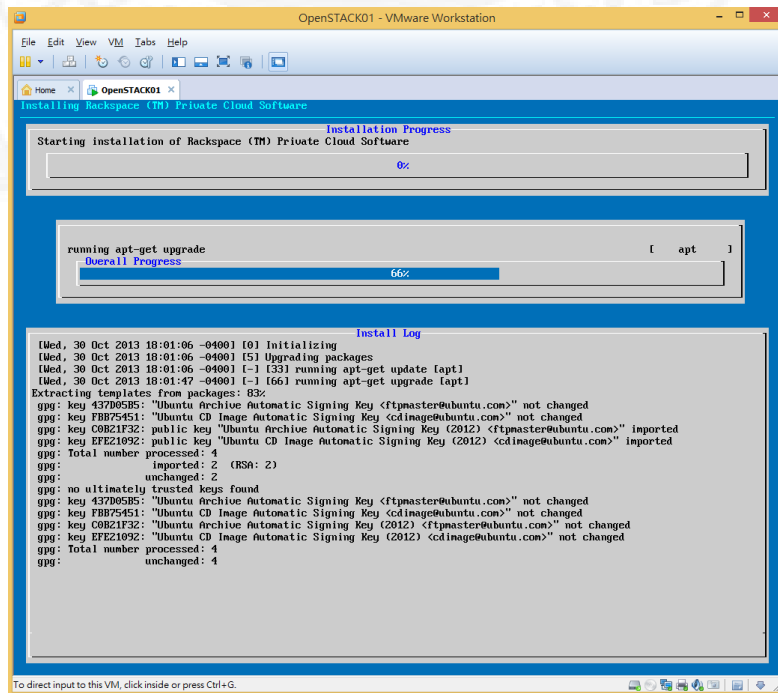 OpenSTACK01 - VMware Workstation
File Edit View VM Tabs Help
Home × OpenSTACK01 ×
Installing Rackspace (TM) Private Cloud Software
Installation Progress
Starting installation of Rackspace (TM) Private Cloud Software
0%
running apt-get upgrade [ apt ]
Overall Progress
66%
Install Log
[Wed, 30 Oct 2013 18:01:06 -0400] [0] Initializing
[Wed, 30 Oct 2013 18:01:06 -0400] [5] Upgrading packages
[Wed, 30 Oct 2013 18:01:06 -0400] [-] [33] running apt-get update [apt]
[Wed, 30 Oct 2013 18:01:47 -0400] [-] [66] running apt-get upgrade [apt]
Extracting templates from packages: 83%
gpg: key 437D05B5: "Ubuntu Archive Automatic Signing Key <ftpmaster@ubuntu.com>" not changed
gpg: key FBB75451: "Ubuntu CD Image Automatic Signing Key <cdimage@ubuntu.com>" not changed
gpg: key C0B21F32: public key "Ubuntu Archive Automatic Signing Key (2012) <ftpmaster@ubuntu.com>" imported
gpg: key EFE21092: public key "Ubuntu CD Image Automatic Signing Key (2012) <cdimage@ubuntu.com>" imported
gpg: Total number processed: 4
gpg: imported: 2 (RSA: 2)
gpg: unchanged: 2
gpg: no ultimately trusted keys found
gpg: key 437D05B5: "Ubuntu Archive Automatic Signing Key <ftpmaster@ubuntu.com>" not changed
gpg: key FBB75451: "Ubuntu CD Image Automatic Signing Key <cdimage@ubuntu.com>" not changed
gpg: key C0B21F32: "Ubuntu Archive Automatic Signing Key (2012) <ftpmaster@ubuntu.com>" not changed
gpg: key EFE21092: "Ubuntu CD Image Automatic Signing Key (2012) <cdimage@ubuntu.com>" not changed
gpg: Total number processed: 4
gpg: unchanged: 4
To direct input to this VM, click inside or press Ctrl+G.